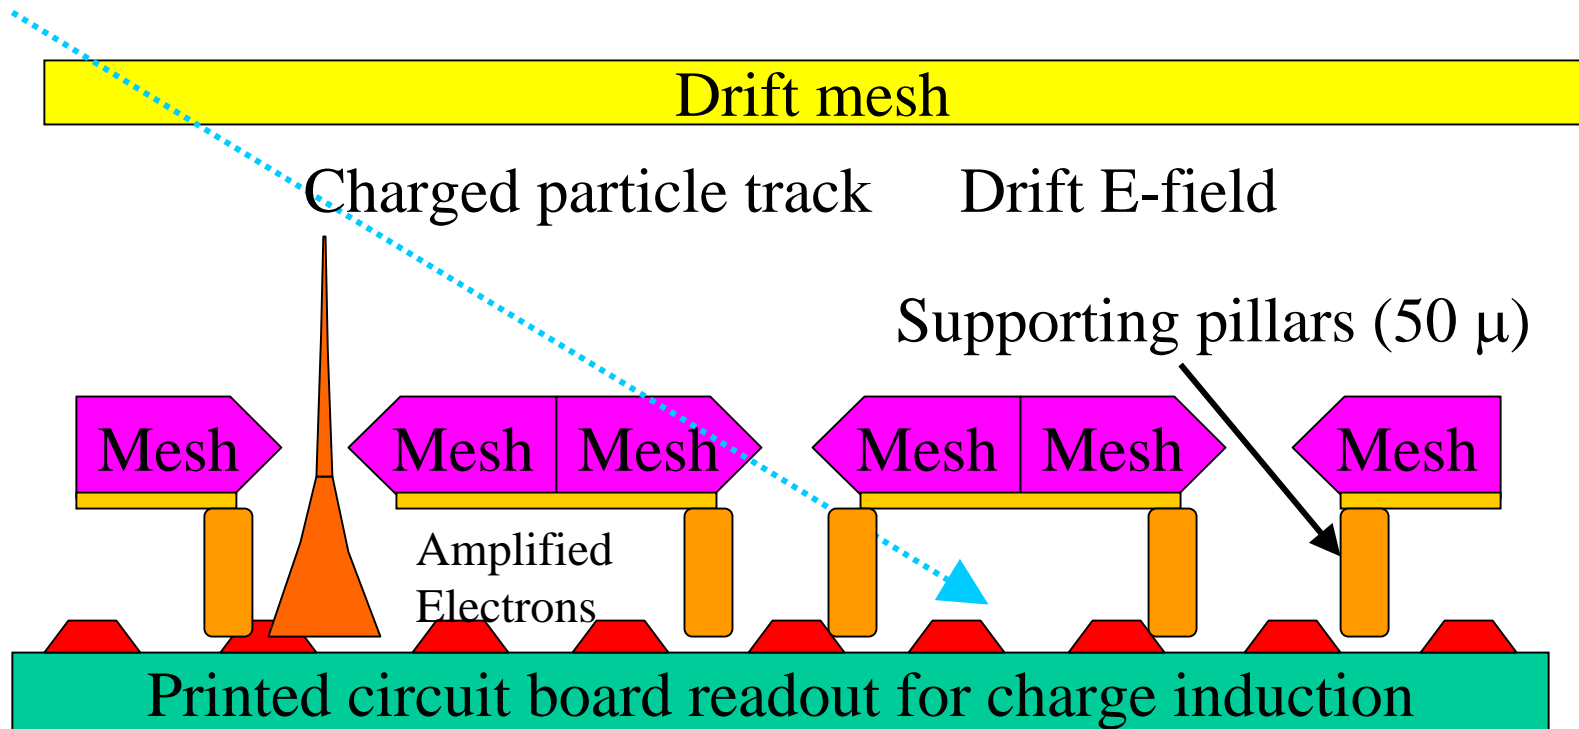 Drift mesh
Charged particle track Drift E-field
Supporting pillars (50 μ)
Mesh Mesh Mesh Mesh Mesh Mesh
Amplified
Electrons
Printed circuit board readout for charge induction